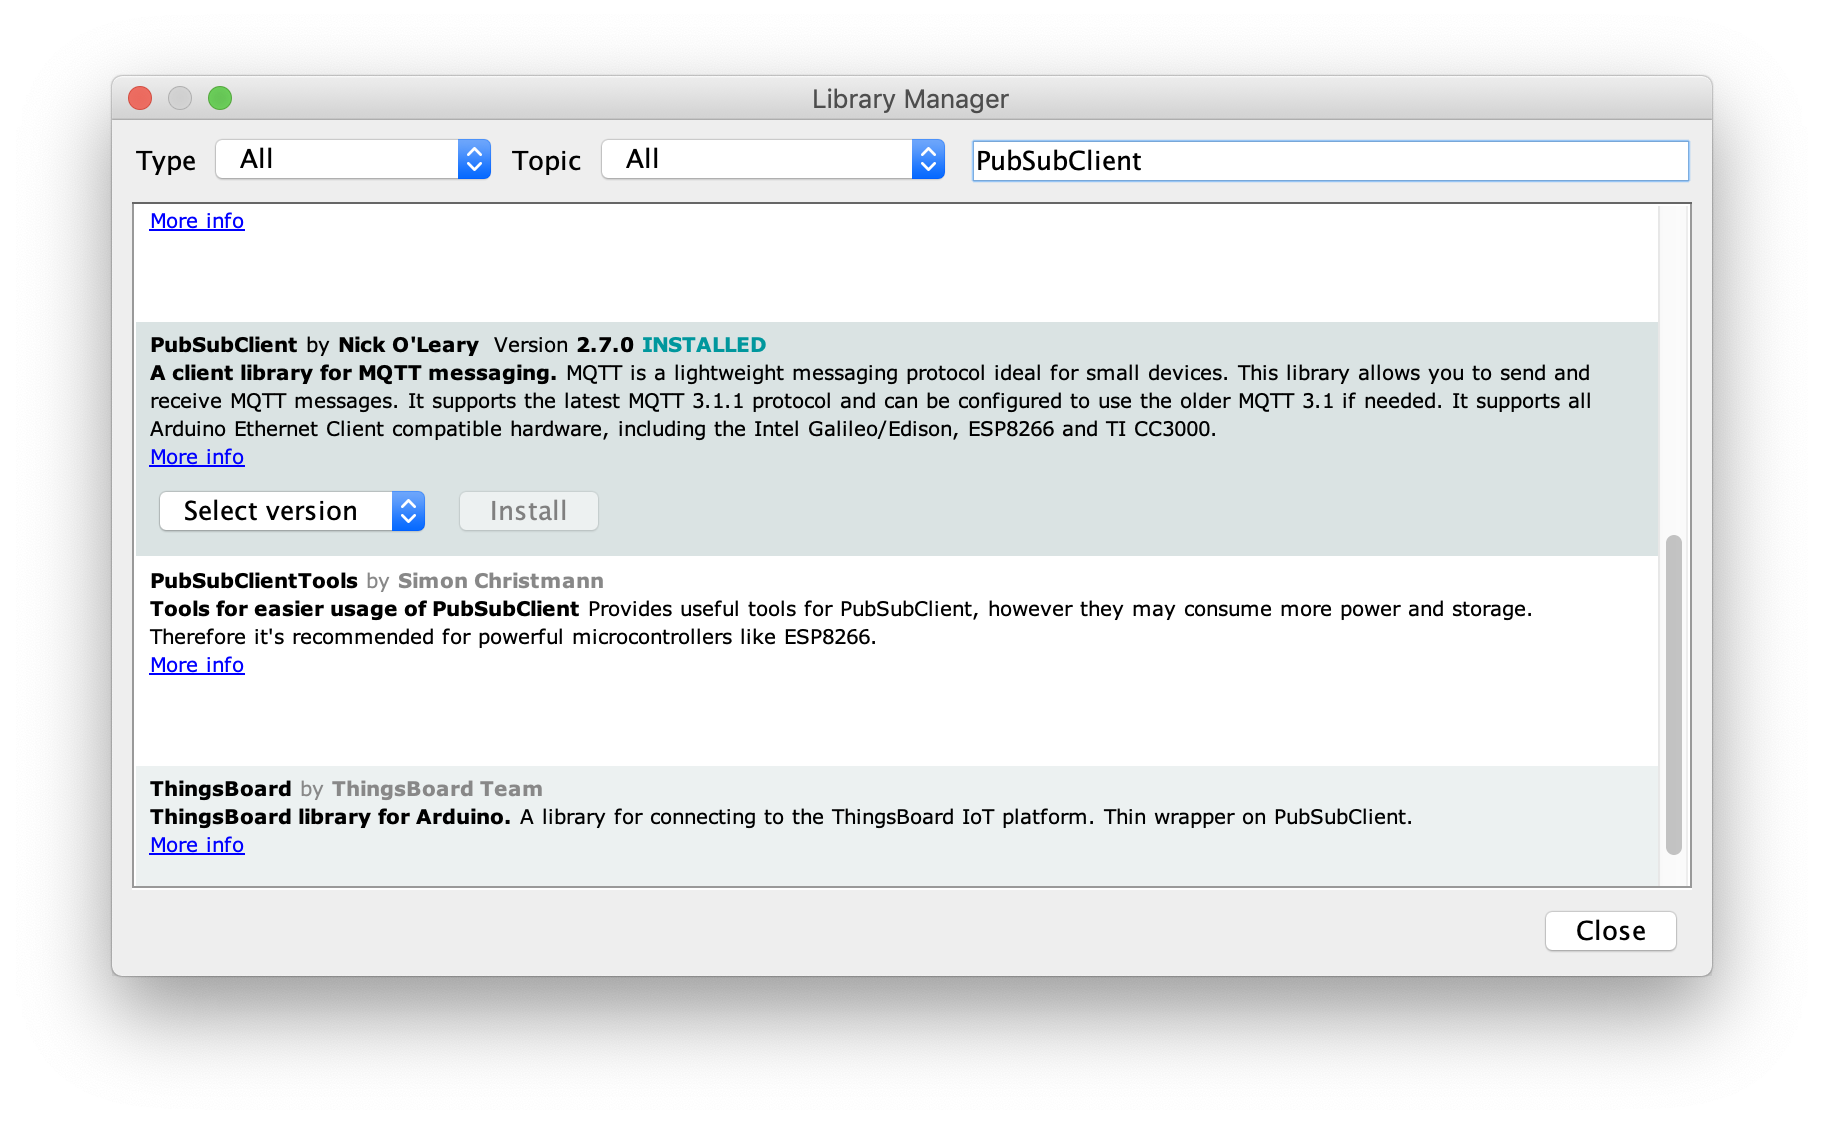 Library Manager
Type All Topic All PubSubClient
More info
PubSubClient by Nick O'Leary Version 2.7.0 INSTALLED
A client library for MQTT messaging. MQTT is a lightweight messaging protocol ideal for small devices. This library allows you to send and
receive MQTT messages. It supports the latest MQTT 3.1.1 protocol and can be configured to use the older MQTT 3.1 if needed. It supports all
Arduino Ethernet Client compatible hardware, including the Intel Galileo/Edison, ESP8266 and TI CC3000.
More info
Select version Install
PubSubClientTools by Simon Christmann
Tools for easier usage of PubSubClient Provides useful tools for PubSubClient, however they may consume more power and storage.
Therefore it's recommended for powerful microcontrollers like ESP8266.
More info
ThingsBoard by ThingsBoard Team
ThingsBoard library for Arduino. A library for connecting to the ThingsBoard IoT platform. Thin wrapper on PubSubClient.
More info
Close